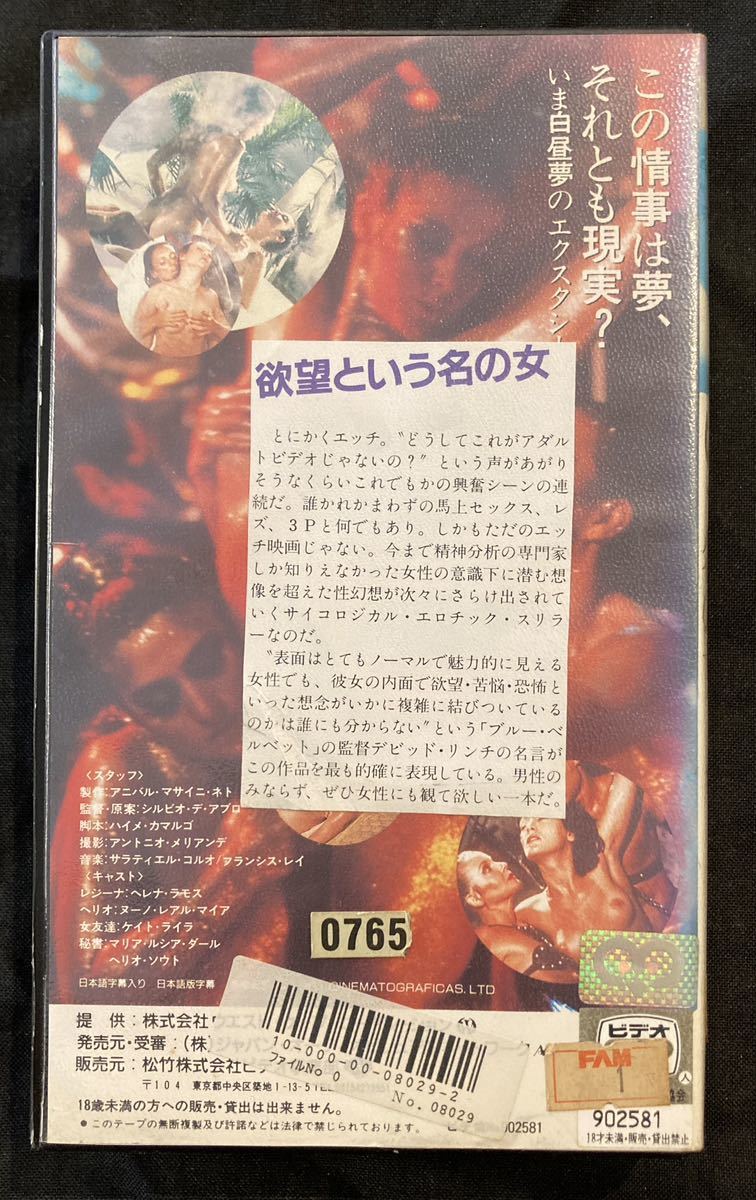 この情事は夢、
それとも現実?
いま白昼夢のエクスタシー
欲望という名の女
とにかくエッチ。〝どうしてこれがアダル
トビデオじゃないの?〟という声があがり
そうなくらいこれでもかの興奮シーンの連
続だ。誰かれかまわずの馬上セックス、レ
ズ、3Pと何でもあり。しかもただのエッ
チ映画じゃない。今まで精神分析の専門家
しか知りえなかった女性の意識下に潜む想
像を超えた性幻想が次々にさらけ出されて
いくサイコロジカル・エロチック・スリラ
ーなのだ。
〝表面はとてもノーマルで魅力的に見える
女性でも、彼女の内面で欲望・苦悩・恐怖と
いった想念がいかに複雑に結びついている
のかは誰にも分からない〟という「ブルー・ベ
ルベット」の監督デビッド・リンチの名言が
この作品を最も的確に表現している。男性の
みならず、ぜひ女性にも観て欲しい一本だ。
〈スタッフ〉
製作:アニバル・マサイニ・ネト
監督・原案:シルビオ・デ・アブロ
脚本:ハイメ・カマルゴ
撮影:アントニオ・メリアンデ
音楽:サラティエル・コルオ/フランシス・レイ
〈キャスト〉
レジーナ:ヘレナ・ラモス
ヘリオ:ヌーノ・レアル・マイア
女友達:ケイト・ライラ
秘書:マリア・ルシア・ダール
ヘリオ・ソウト
日本語字幕入り 日本語版字幕
CINEMATOGRAFICAS. LTD
0765
提 供:株式会社ウエスト
発売元・受審:(株)ジャパン ワーク
販売元:松竹株式会社ビデオ
〒104 東京都中央区築地1-13-5 TEL
18歳未満の方への販売・貸出は出来ません。
●このテープの無断複製及び許諾などは法律で禁じられております。
902581
10-000-00-08029-2
ファイルNo 0
No. 08029
ビデオ
FAM
1
902581
18才未満・販売・貸出禁止